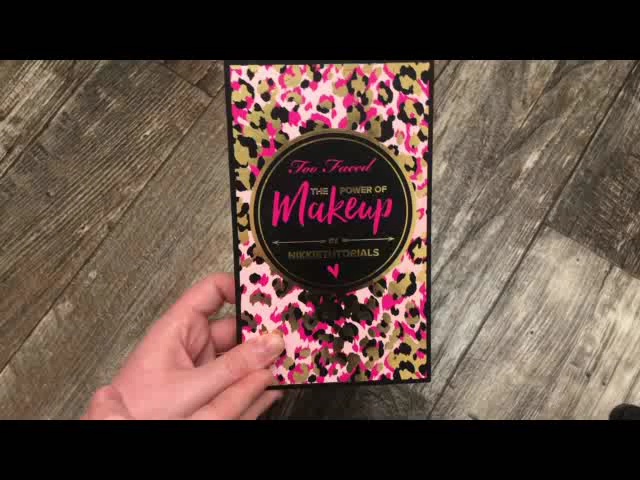 Too Faced
THE POWER OF
Makeup
BY
NIKKIETUTORIALS